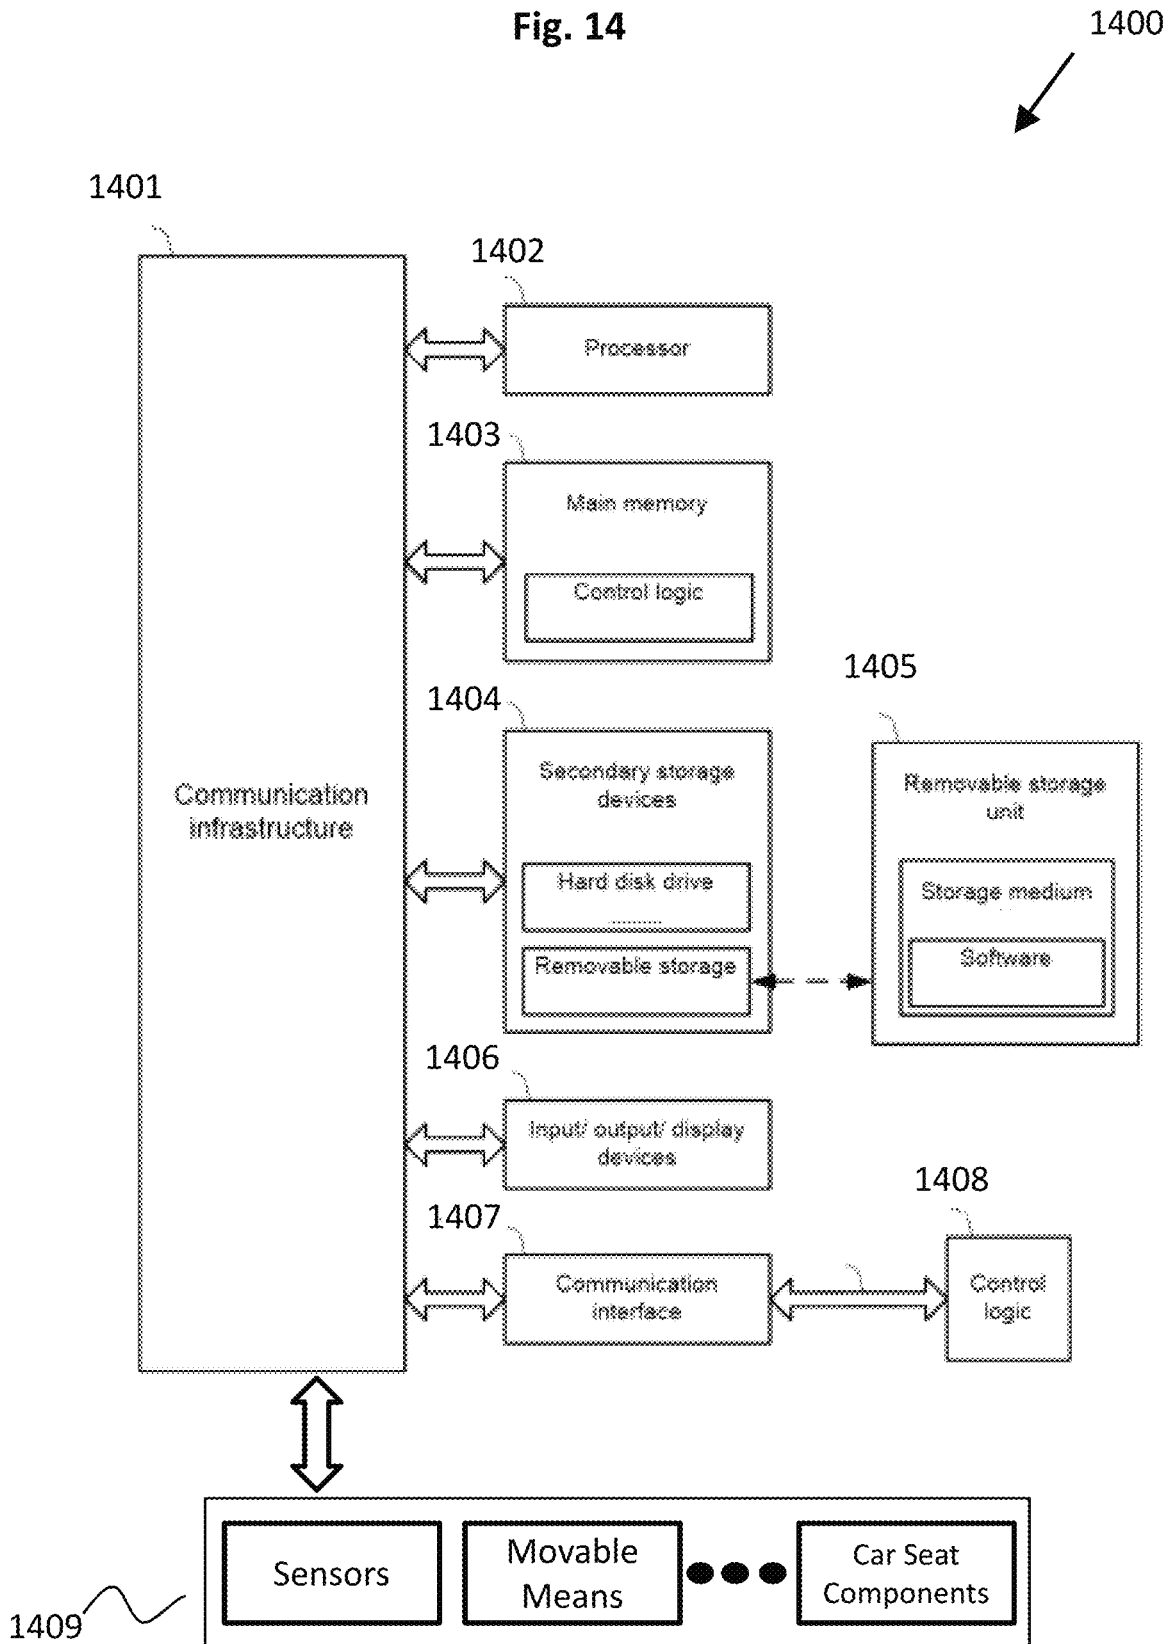 Fig. 14
1400
1401
1402
Processor
1403
Main memory
Control logic
1404
1405
Secondary storage
devices
Removable storage
unit
Communication
infrastructure
Hard disk drive
Storage medium
Removable storage
Software
1406
Input/ output/ display
devices
1407
1408
Communication
interface
Control
logic
Sensors
Movable
Means
Car Seat
Components
1409